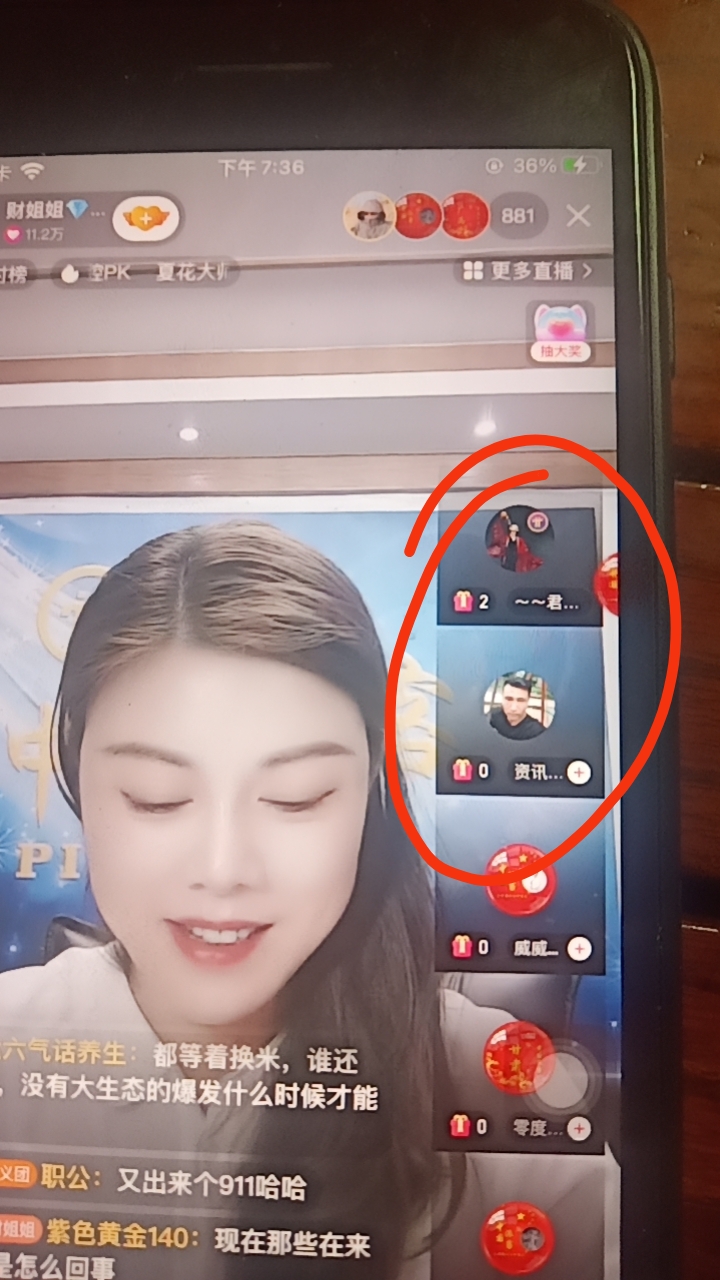 卡 下午7:36 36%
财姐姐💎...
11.2万
881
时榜 控PK 夏花大师 更多直播 >
抽大奖
2 ～～君...
0 资讯...
0 威威...
PI
六气话养生：都等着换米，谁还
，没有大生态的爆发什么时候才能
0 零度...
义团 职公：又出来个911哈哈
财姐姐 紫色黄金140：现在那些在来
是怎么回事